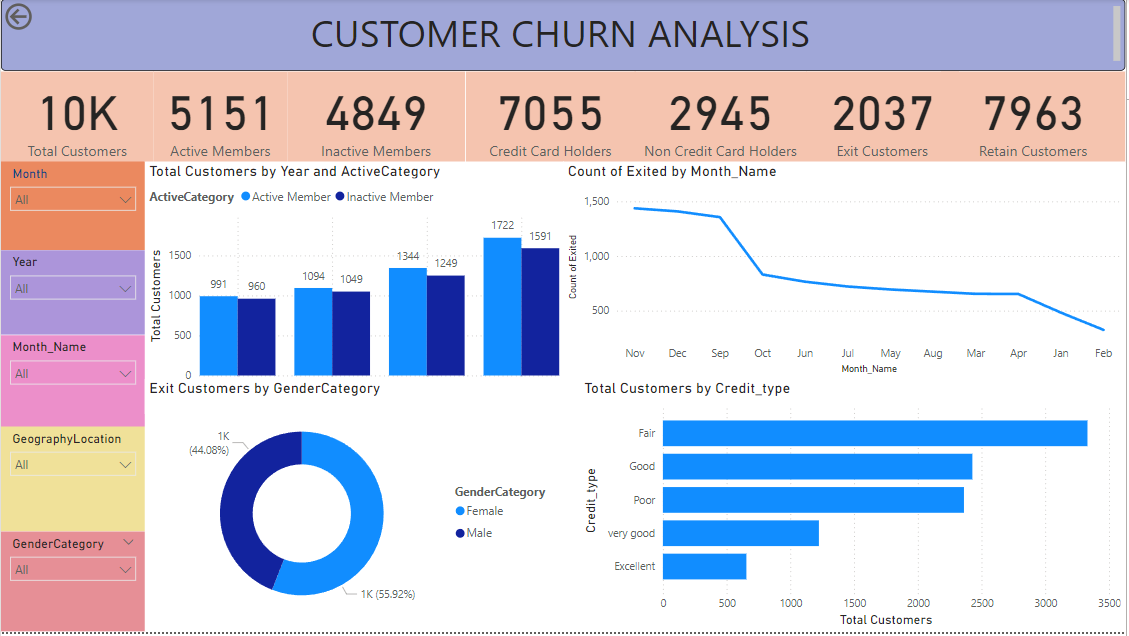 CUSTOMER CHURN ANALYSIS
10K
Total Customers
5151
Active Members
4849
Inactive Members
7055
Credit Card Holders
2945
Non Credit Card Holders
2037
Exit Customers
7963
Retain Customers
Month
All
Year
All
Month_Name
All
GeographyLocation
All
GenderCategory
All
Total Customers by Year and ActiveCategory
ActiveCategory Active Member Inactive Member
Total Customers
1500
1000
500
0
991
960
1094
1049
1344
1249
1722
1591
Count of Exited by Month_Name
Count of Exited
1,500
1,000
500
Nov Dec Sep Oct Jun Jul May Aug Mar Apr Jan Feb
Month_Name
Exit Customers by GenderCategory
1K
(44.08%)
1K (55.92%)
GenderCategory
Female
Male
Total Customers by Credit_type
Credit_type
Fair
Good
Poor
very good
Excellent
0 500 1000 1500 2000 2500 3000 3500
Total Customers